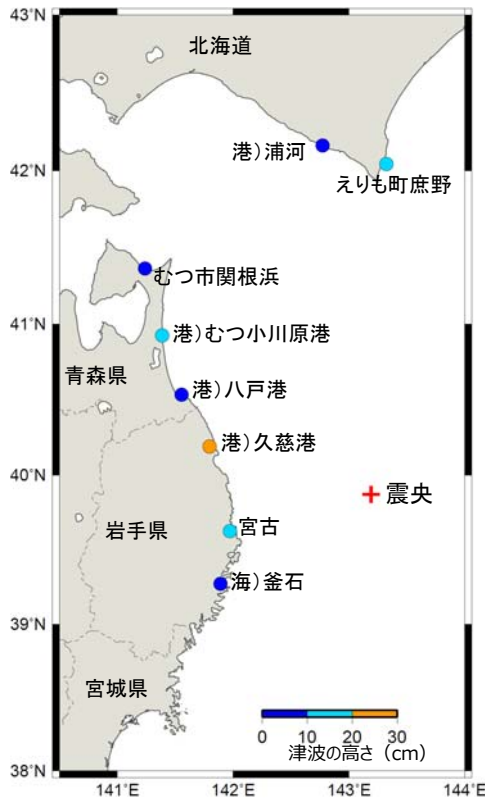 43°N
北海道
港）浦河
42°N
えりも町庶野
むつ市関根浜
41°N
港）むつ小川原港
青森県
港）八戸港
港）久慈港
40°N
震央
岩手県
宮古
海）釜石
39°N
宮城県
0 10 20 30
津波の高さ（cm）
38°N
141°E 142°E 143°E 144°E